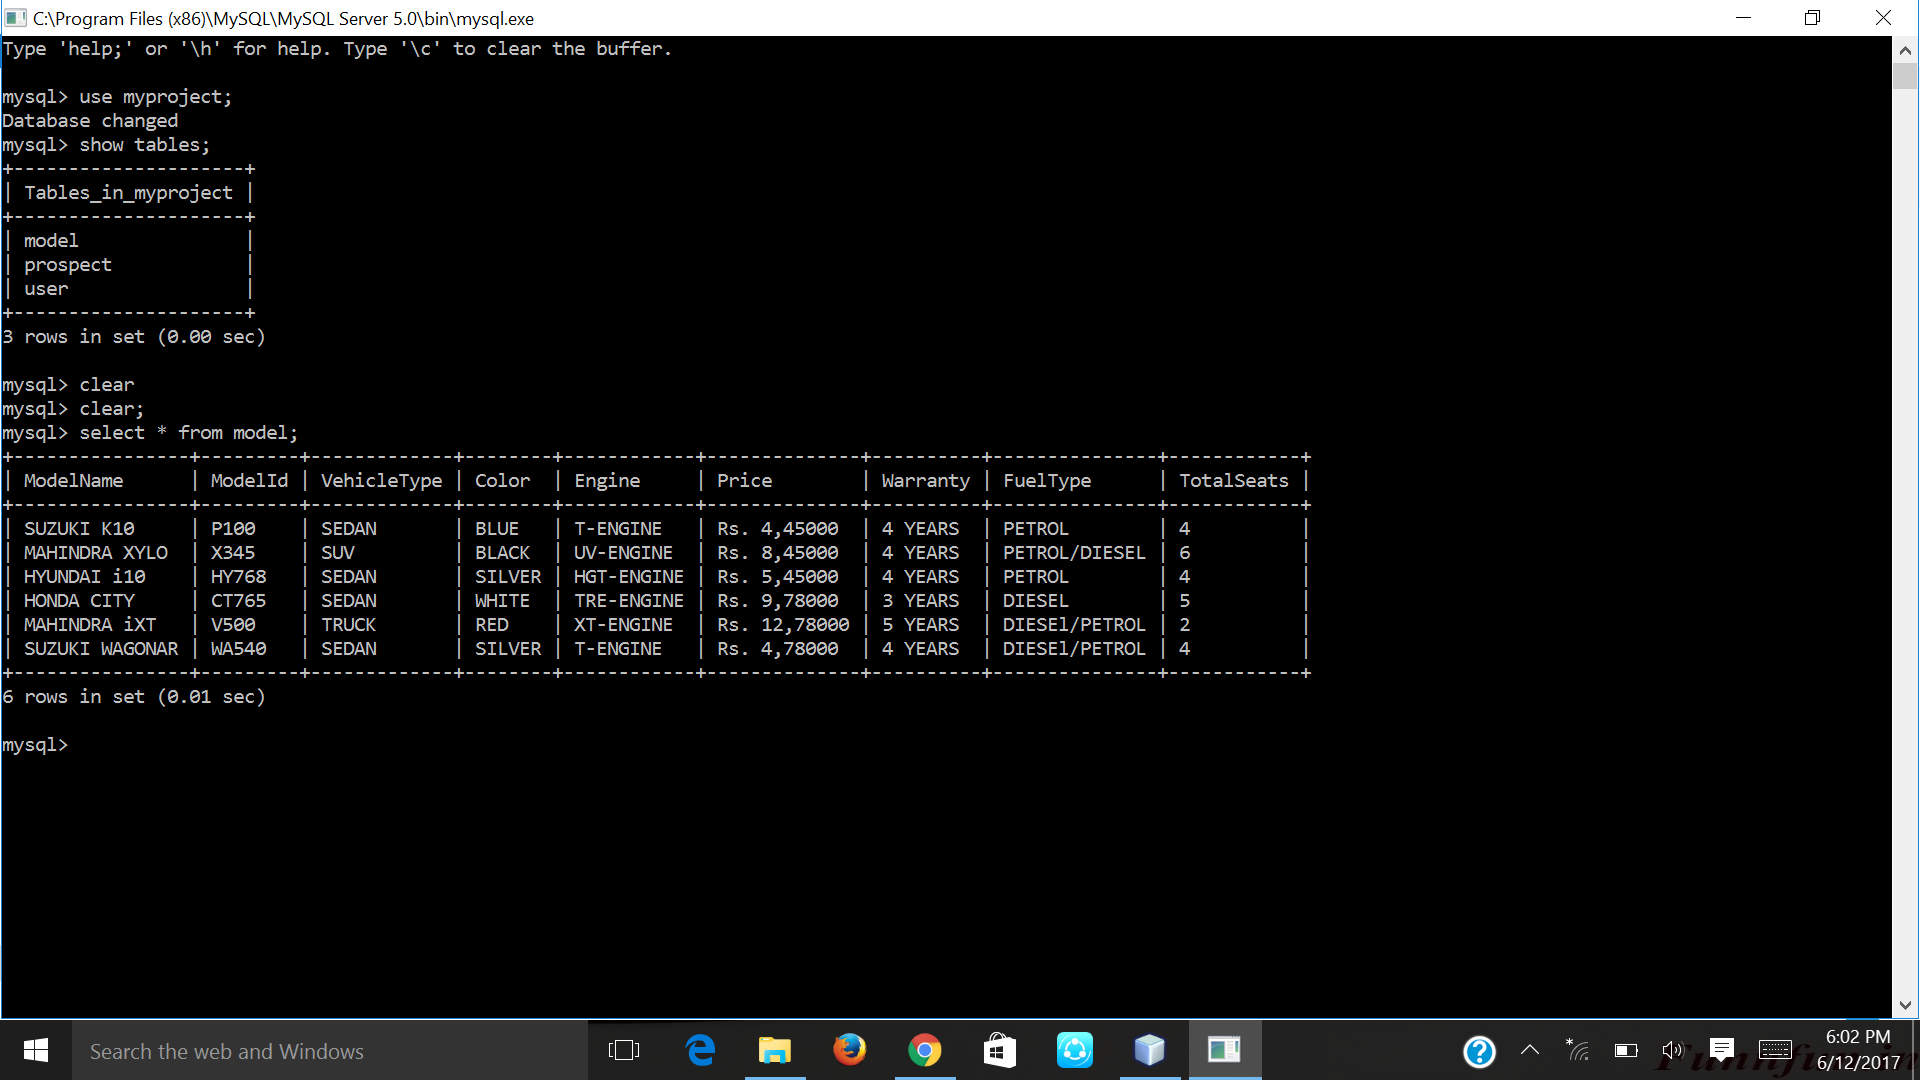 C:\Program Files (x86)\MySQL\MySQL Server 5.0\bin\mysql.exe
Type 'help;' or '\h' for help. Type '\c' to clear the buffer.
mysql> use myproject;
Database changed
mysql> show tables;
+---------------------+
| Tables_in_myproject |
+---------------------+
| model               |
| prospect            |
| user                |
+---------------------+
3 rows in set (0.00 sec)
mysql> clear
mysql> clear;
mysql> select * from model;
+----------------+---------+-------------+--------+------------+--------------+----------+---------------+------------+
| ModelName      | ModelId | VehicleType | Color  | Engine     | Price        | Warranty | FuelType      | TotalSeats |
+----------------+---------+-------------+--------+------------+--------------+----------+---------------+------------+
| SUZUKI K10     | P100    | SEDAN       | BLUE   | T-ENGINE   | Rs. 4,45000  | 4 YEARS  | PETROL        | 4          |
| MAHINDRA XYLO  | X345    | SUV         | BLACK  | UV-ENGINE  | Rs. 8,45000  | 4 YEARS  | PETROL/DIESEL | 6          |
| HYUNDAI i10    | HY768   | SEDAN       | SILVER | HGT-ENGINE | Rs. 5,45000  | 4 YEARS  | PETROL        | 4          |
| HONDA CITY     | CT765   | SEDAN       | WHITE  | TRE-ENGINE | Rs. 9,78000  | 3 YEARS  | DIESEL        | 5          |
| MAHINDRA iXT   | V500    | TRUCK       | RED    | XT-ENGINE  | Rs. 12,78000 | 5 YEARS  | DIESEl/PETROL | 2          |
| SUZUKI WAGONAR | WA540   | SEDAN       | SILVER | T-ENGINE   | Rs. 4,78000  | 4 YEARS  | DIESEl/PETROL | 4          |
+----------------+---------+-------------+--------+------------+--------------+----------+---------------+------------+
6 rows in set (0.01 sec)
mysql>
Search the web and Windows
6:02 PM
6/12/2017